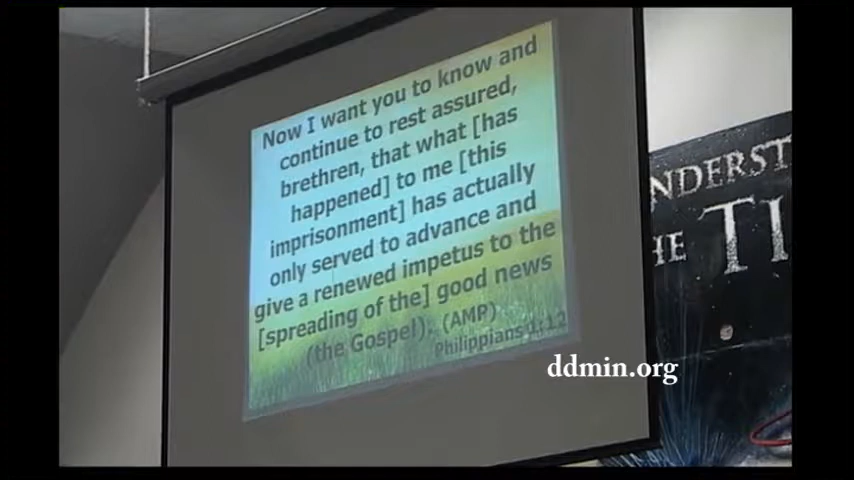 Now I want you to know and
continue to rest assured,
brethren, that what [has
happened] to me [this
imprisonment] has actually
only served to advance and
give a renewed impetus to the
[spreading of the] good news
(the Gospel). (AMP)
Philippians 1:12
ddmin.org
NDERST
HE TI